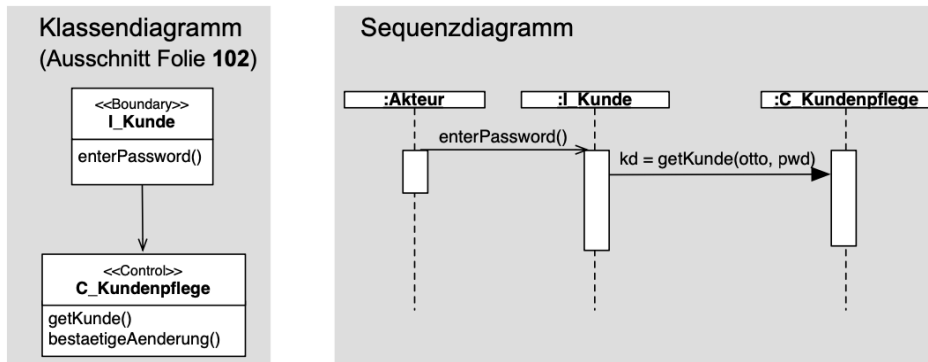 Klassendiagramm
(Ausschnitt Folie 102)
<<Boundary>>
I_Kunde
enterPassword()
<<Control>>
C_Kundenpflege
getKunde()
bestaetigeAenderung()
Sequenzdiagramm
:Akteur
:I_Kunde
:C_Kundenpflege
enterPassword()
kd = getKunde(otto, pwd)